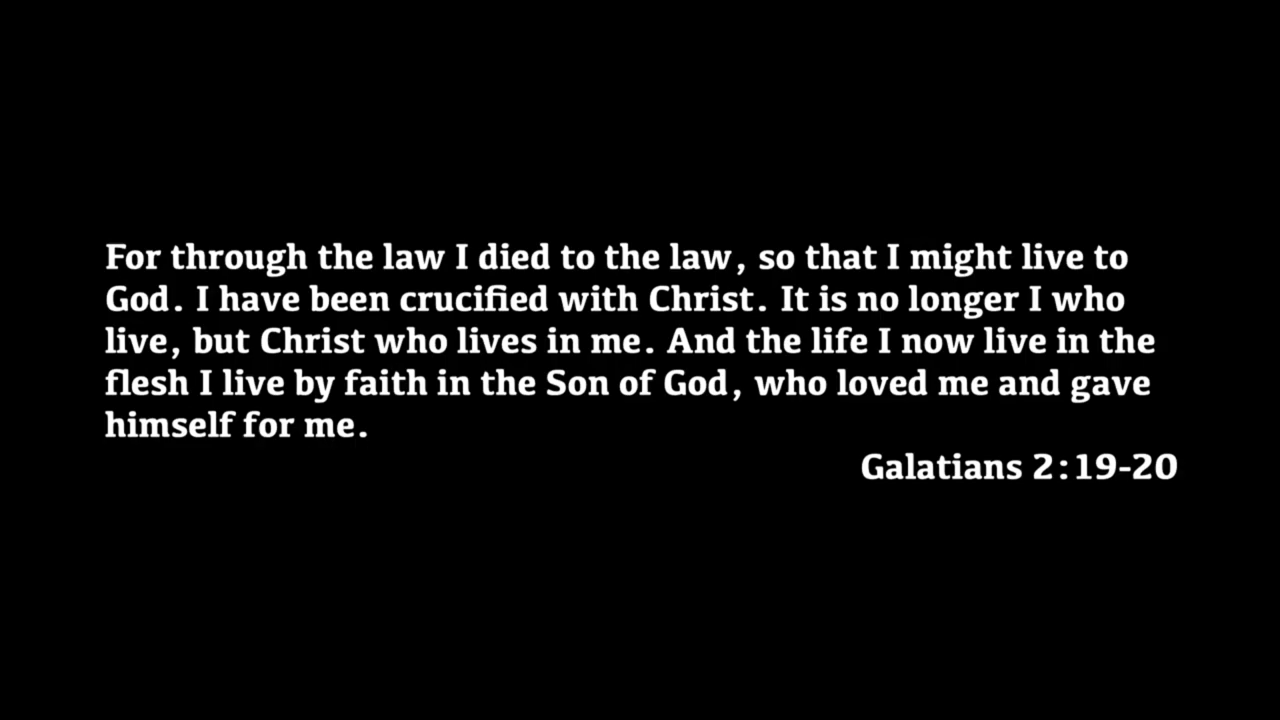 For through the law I died to the law, so that I might live to
God. I have been crucified with Christ. It is no longer I who
live, but Christ who lives in me. And the life I now live in the
flesh I live by faith in the Son of God, who loved me and gave
himself for me.
Galatians 2:19-20